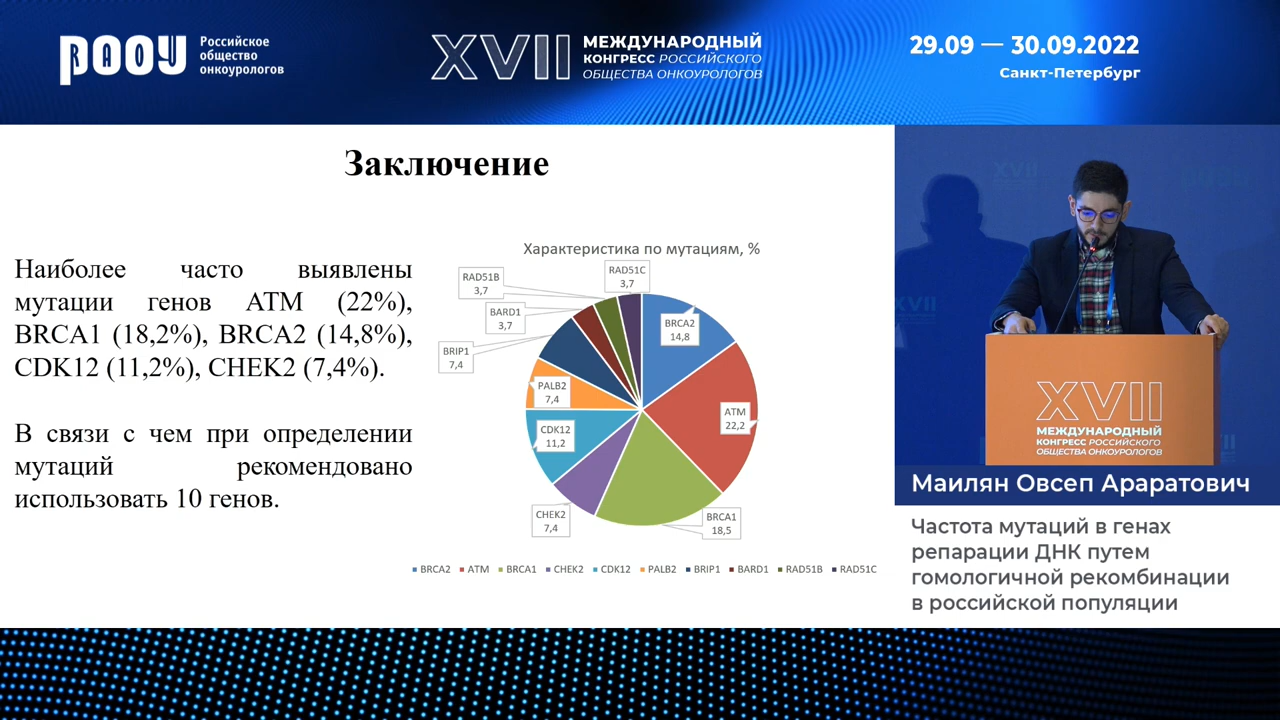 РАОУ
Российское
общество
онкоурологов
XVII
МЕЖДУНАРОДНЫЙ
КОНГРЕСС РОССИЙСКОГО
ОБЩЕСТВА ОНКОУРОЛОГОВ
29.09 — 30.09.2022
Санкт-Петербург
Заключение
Наиболее часто выявлены
мутации генов ATM (22%),
BRCA1 (18,2%), BRCA2 (14,8%),
CDK12 (11,2%), CHEK2 (7,4%).
В связи с чем при определении
мутаций рекомендовано
использовать 10 генов.
Характеристика по мутациям, %
RAD51B
3,7
RAD51C
3,7
BARD1
3,7
BRCA2
14,8
BRIP1
7,4
PALB2
7,4
ATM
22,2
CDK12
11,2
CHEK2
7,4
BRCA1
18,5
BRCA2 ATM BRCA1 CHEK2 CDK12 PALB2 BRIP1 BARD1 RAD51B RAD51C
XVII
XVII
XVII
МЕЖДУНАРОДНЫЙ
КОНГРЕСС РОССИЙСКОГО
ОБЩЕСТВА ОНКОУРОЛОГОВ
Маилян Овсеп Араратович
Частота мутаций в генах
репарации ДНК путем
гомологичной рекомбинации
в российской популяции